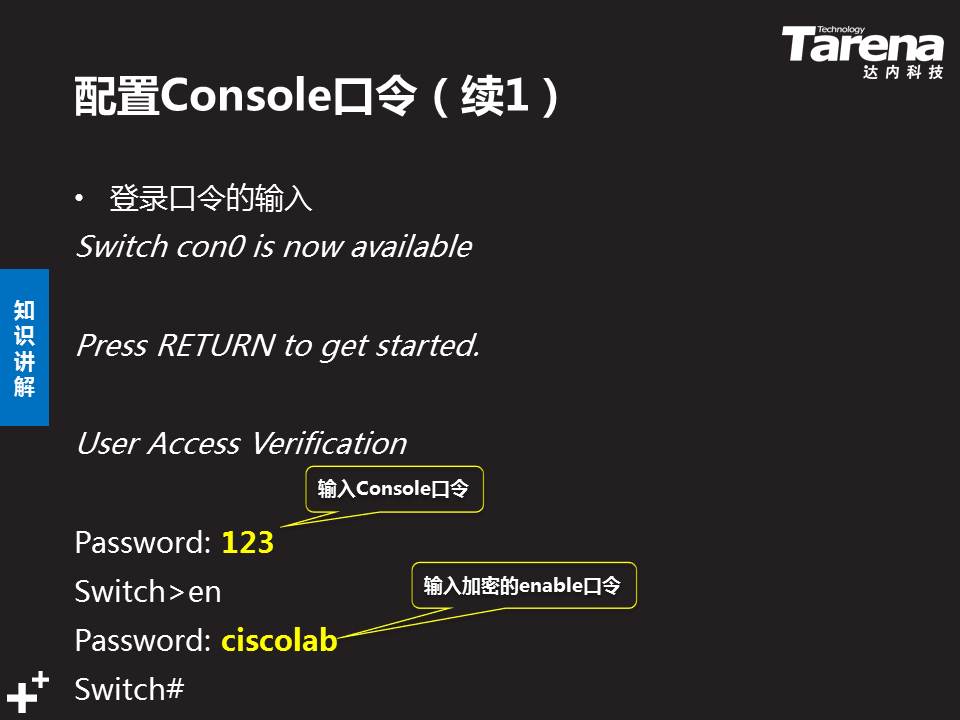 Technology
Tarena
达内科技
配置Console口令（续1）
• 登录口令的输入
Switch con0 is now available
Press RETURN to get started.
知识讲解
User Access Verification
输入Console口令
Password: 123
Switch>en
输入加密的enable口令
Password: ciscolab
Switch#